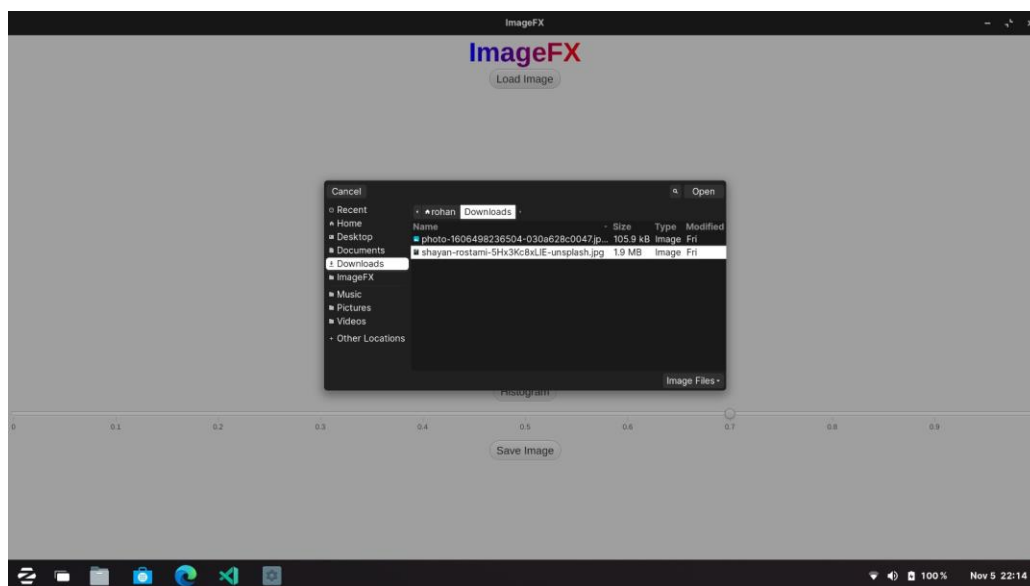 ImageFX
ImageFX
Load Image
Cancel
Open
Recent
Home
Desktop
Documents
Downloads
ImageFX
Music
Pictures
Videos
Other Locations
rohan Downloads
Name Size Type Modified
photo-1606498236504-030a628c0047.jp... 105.9 kB Image Fri
shayan-rostami-5Hx3Kc8xLIE-unsplash.jpg 1.9 MB Image Fri
Image Files
Histogram
0 0.1 0.2 0.3 0.4 0.5 0.6 0.7 0.8 0.9
Save Image
100% Nov 5 22:14